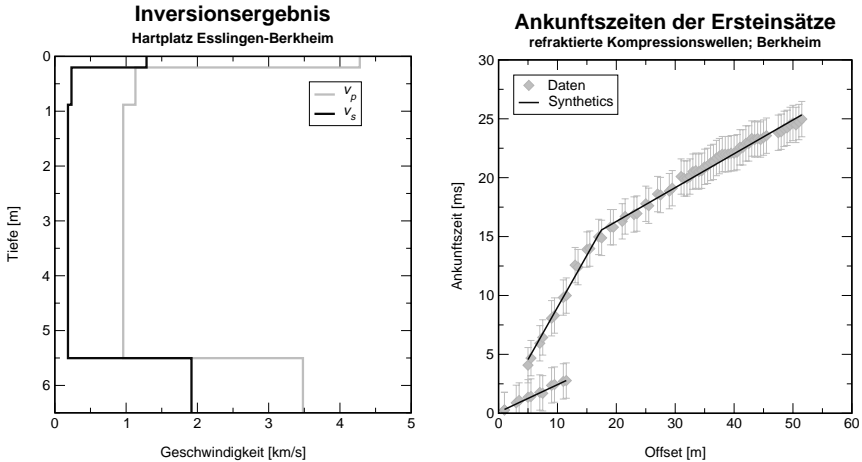 Inversionsergebnis
Hartplatz Esslingen-Berkheim
0
1
2
3
4
5
6
Tiefe [m]
v_p
v_s
0 1 2 3 4 5
Geschwindigkeit [km/s]
Ankunftszeiten der Ersteinsätze
refraktierte Kompressionswellen; Berkheim
30
25
20
15
10
5
0
Ankunftszeit [ms]
Daten
Synthetics
0 10 20 30 40 50 60
Offset [m]